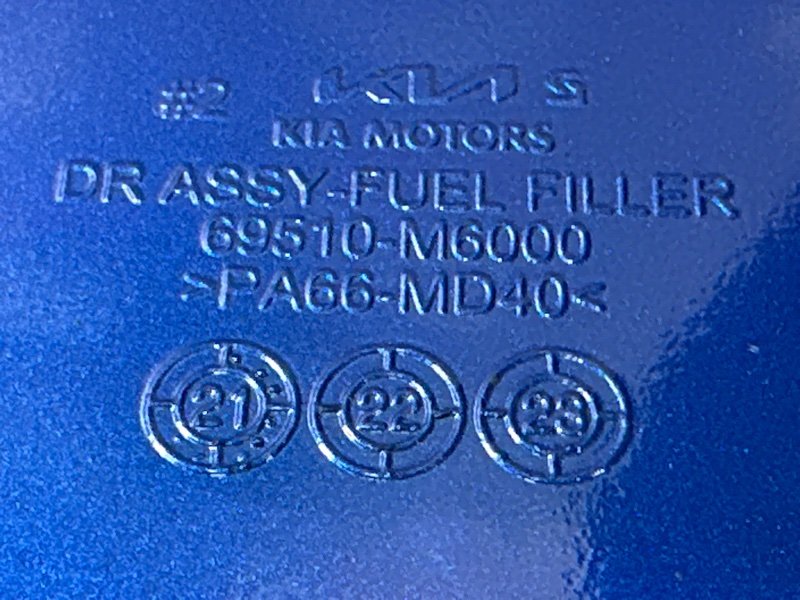 #2 KIA S
KIA MOTORS
DR ASSY-FUEL FILLER
69510-M6000
>PA66-MD40<
21 22 23